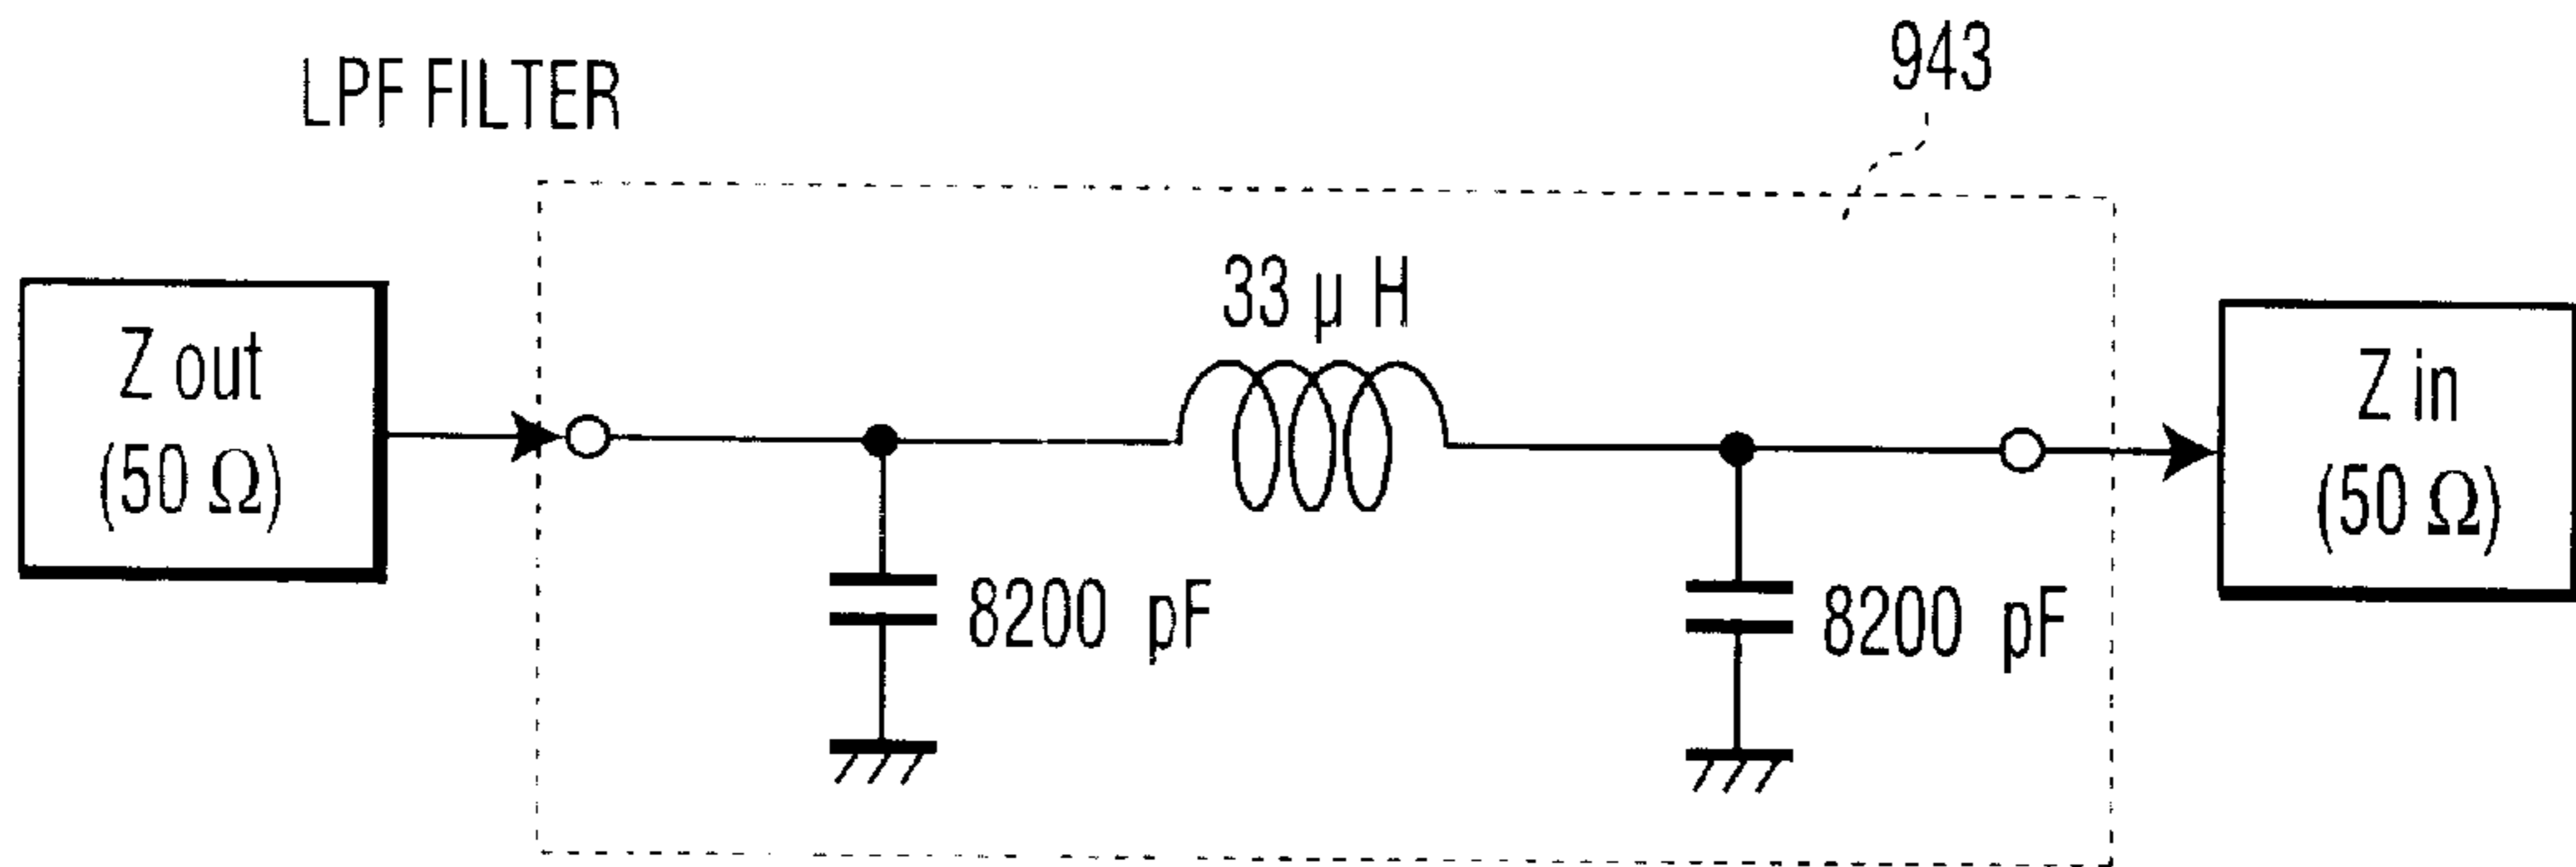 LPF FILTER
943
33 μ H
Z out
(50 Ω)
Z in
(50 Ω)
8200 pF
8200 pF